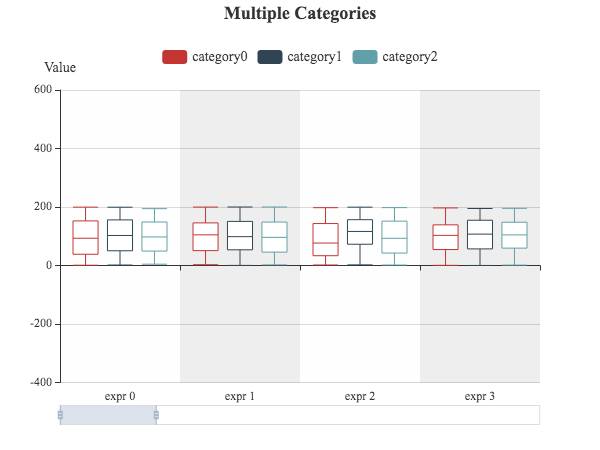 Multiple Categories
category0 category1 category2
Value
600
400
200
0
-200
-400
expr 0 expr 1 expr 2 expr 3